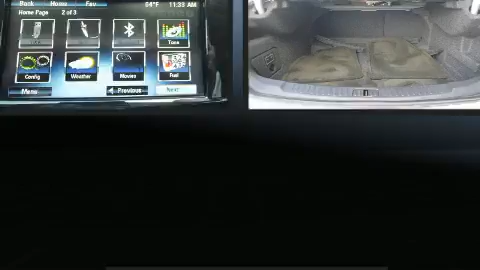 Back Home Fav 11:33 AM
Home Page 2 of 3
Tone
Config Weather Movies Fuel
Menu Previous Next